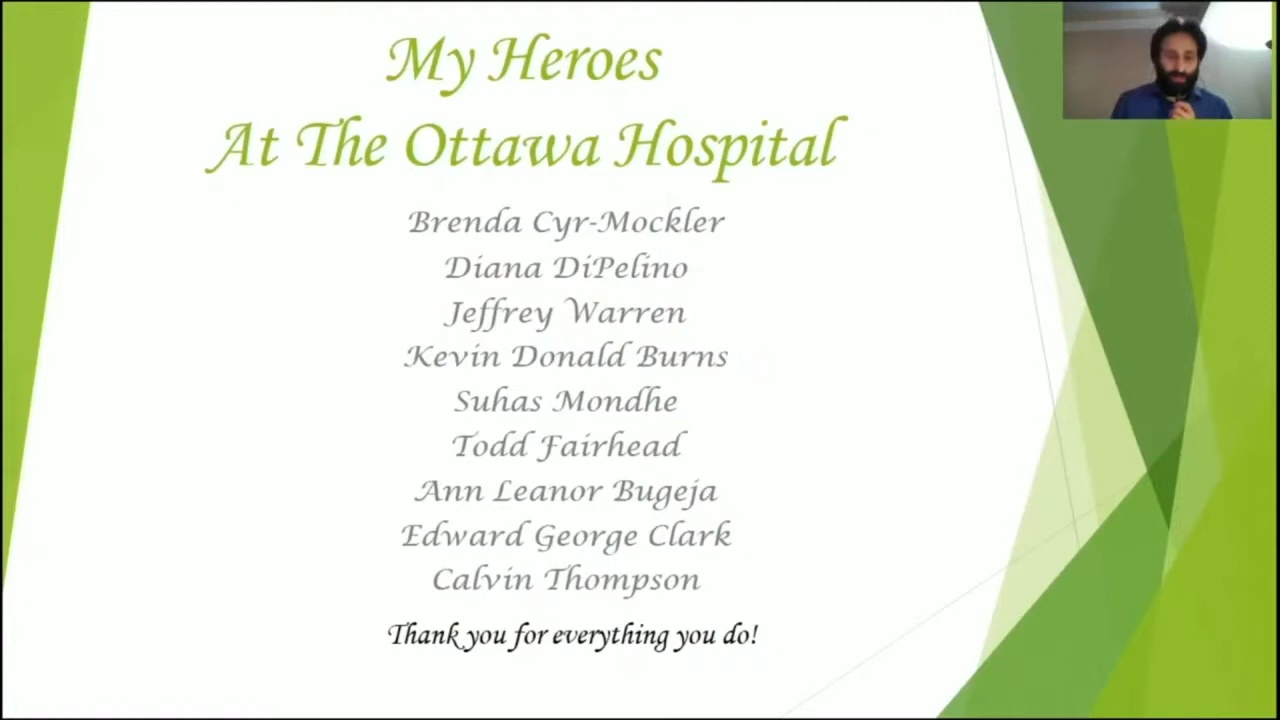 My Heroes
At The Ottawa Hospital
Brenda Cyr-Mockler
Diana DiPelino
Jeffrey Warren
Kevin Donald Burns
Suhas Mondhe
Todd Fairhead
Ann Leanor Bugeja
Edward George Clark
Calvin Thompson
Thank you for everything you do!